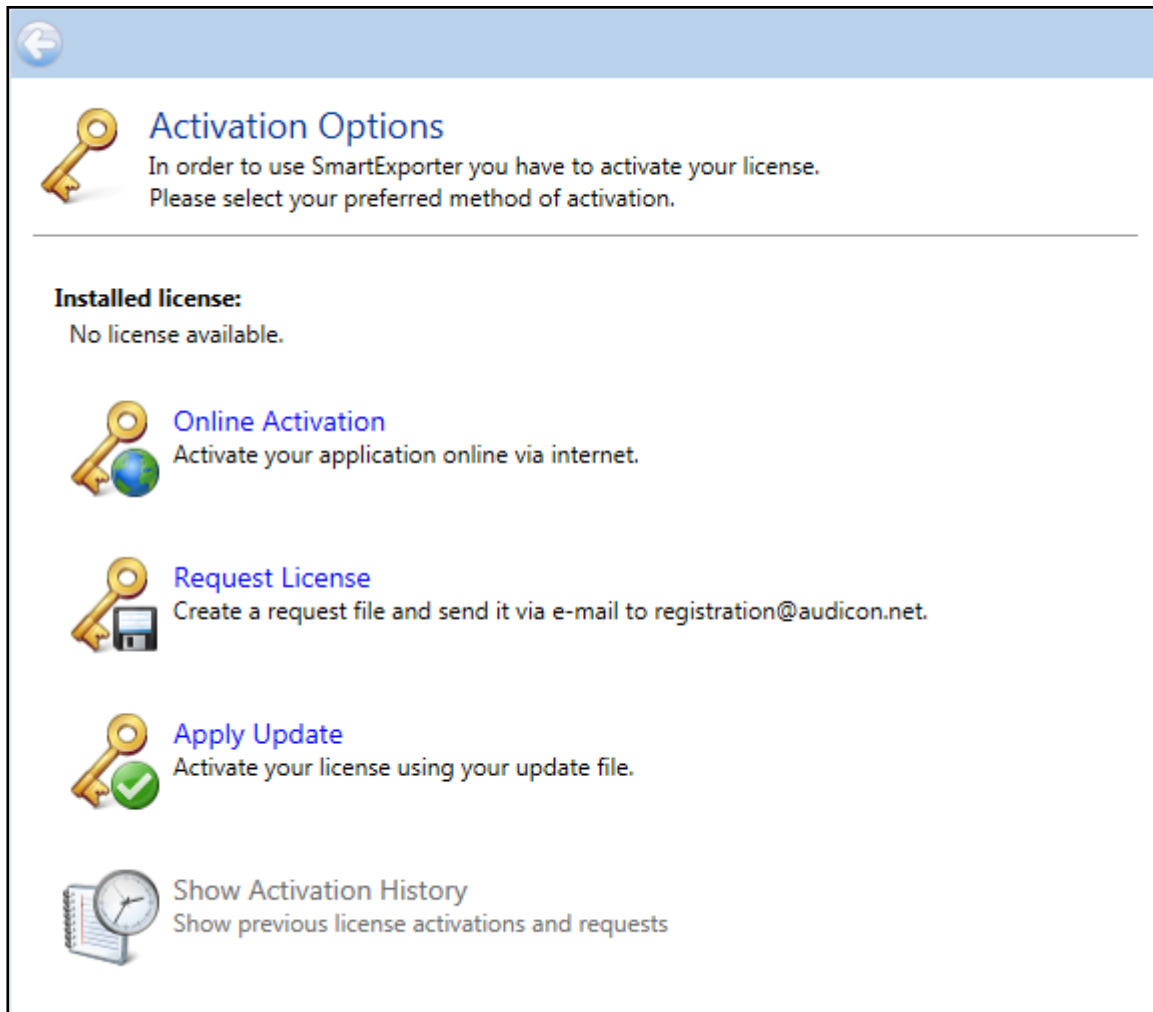 Activation Options
In order to use SmartExporter you have to activate your license.
Please select your preferred method of activation.
Installed license:
No license available.
Online Activation
Activate your application online via internet.
Request License
Create a request file and send it via e-mail to registration@audicon.net.
Apply Update
Activate your license using your update file.
Show Activation History
Show previous license activations and requests